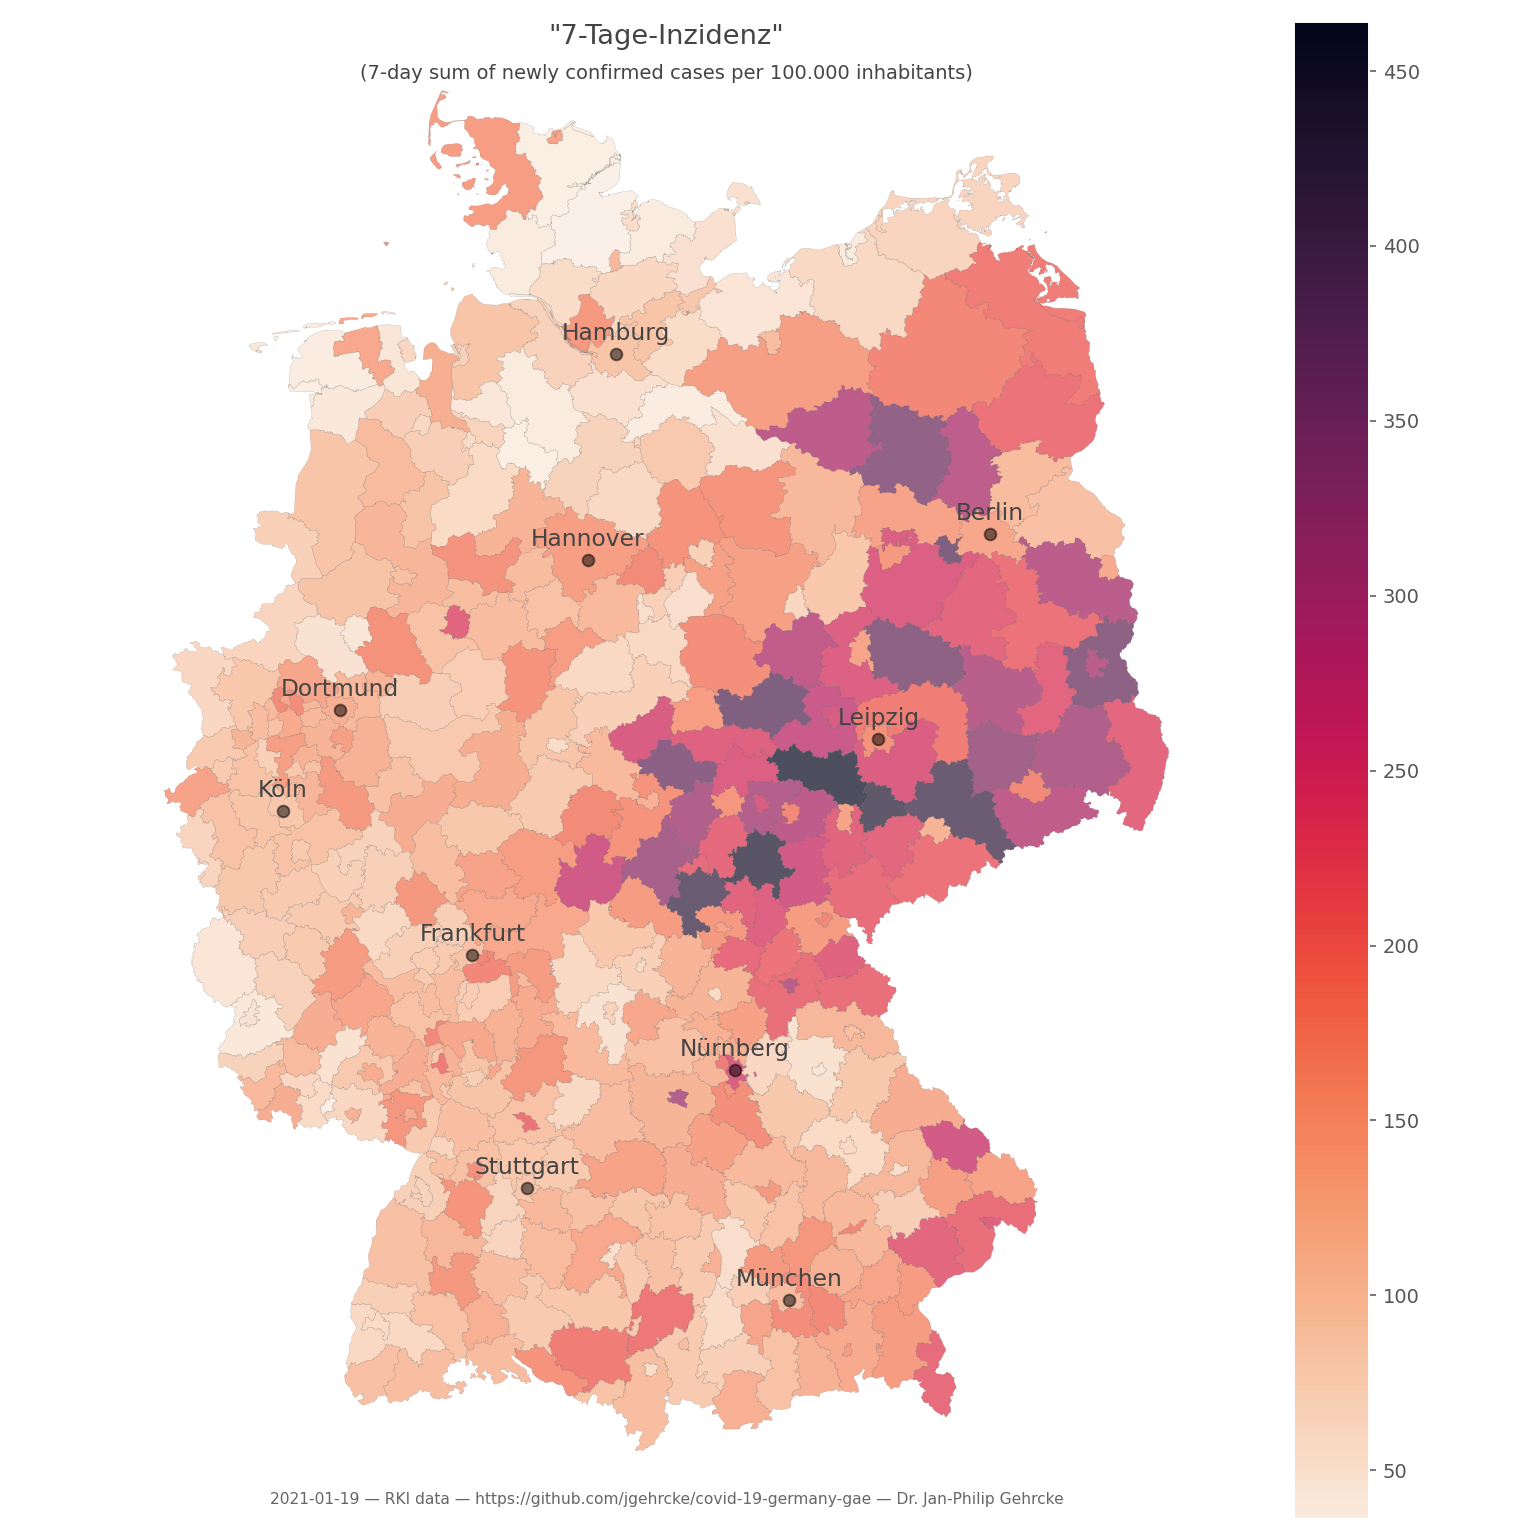 "7-Tage-Inzidenz"
(7-day sum of newly confirmed cases per 100.000 inhabitants)
450
400
350
300
250
200
150
100
50
Hamburg
Berlin
Hannover
Dortmund
Leipzig
Köln
Frankfurt
Nürnberg
Stuttgart
München
2021-01-19 — RKI data — https://github.com/jgehrcke/covid-19-germany-gae — Dr. Jan-Philip Gehrcke